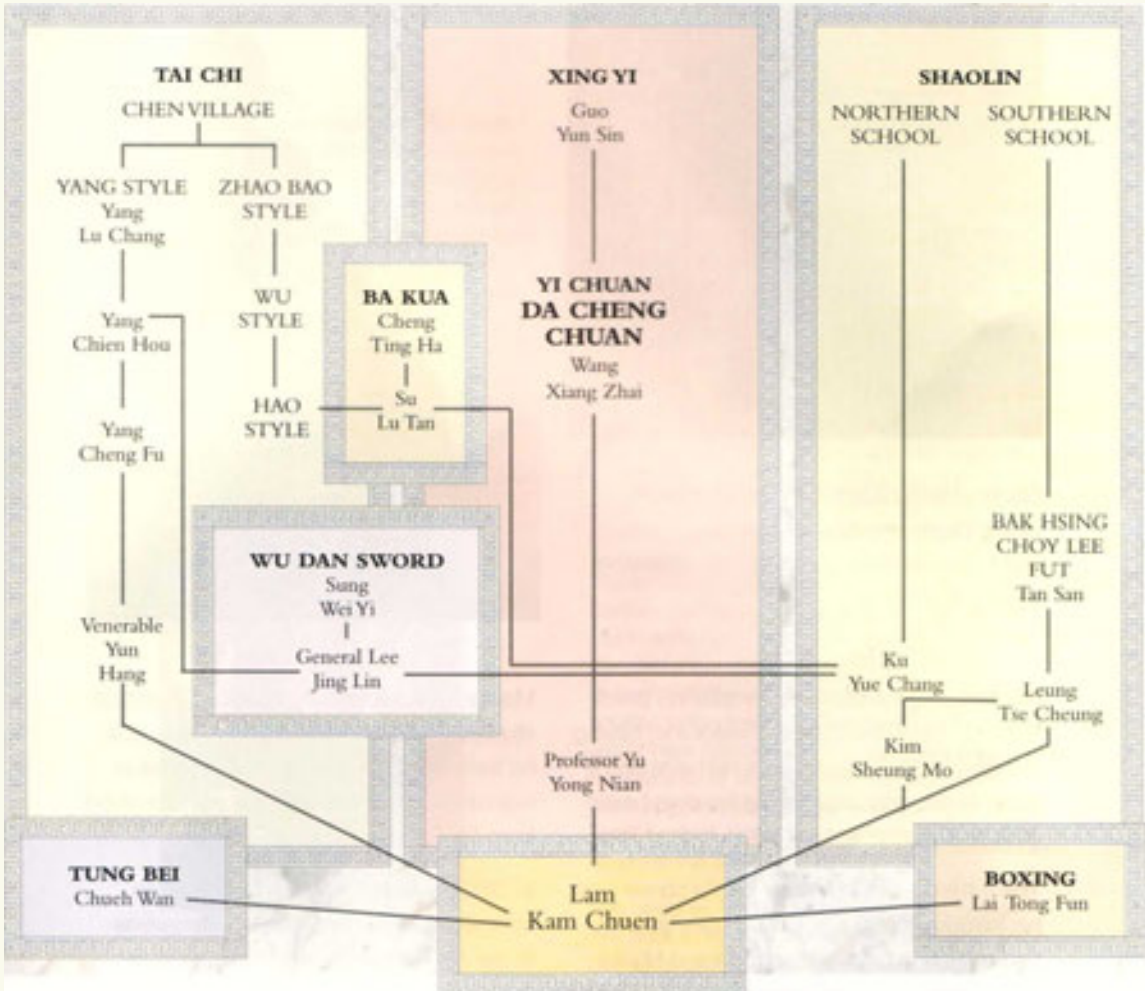 TAI CHI
CHEN VILLAGE
YANG STYLE
Yang
Lu Chang
ZHAO BAO
STYLE
Yang
Chien Hou
WU
STYLE
Yang
Cheng Fu
HAO
STYLE
Venerable
Yun
Hang
BA KUA
Cheng
Ting Ha
Su
Lu Tan
WU DAN SWORD
Sung
Wei Yi
General Lee
Jing Lin
XING YI
Guo
Yun Sin
YI CHUAN
DA CHENG
CHUAN
Wang
Xiang Zhai
Professor Yu
Yong Nian
SHAOLIN
NORTHERN
SCHOOL
SOUTHERN
SCHOOL
BAK HSING
CHOY LEE
FUT
Tan San
Ku
Yue Chang
Leung
Tse Cheung
Kim
Sheung Mo
TUNG BEI
Chueh Wan
Lam
Kam Chuen
BOXING
Lai Tong Fun